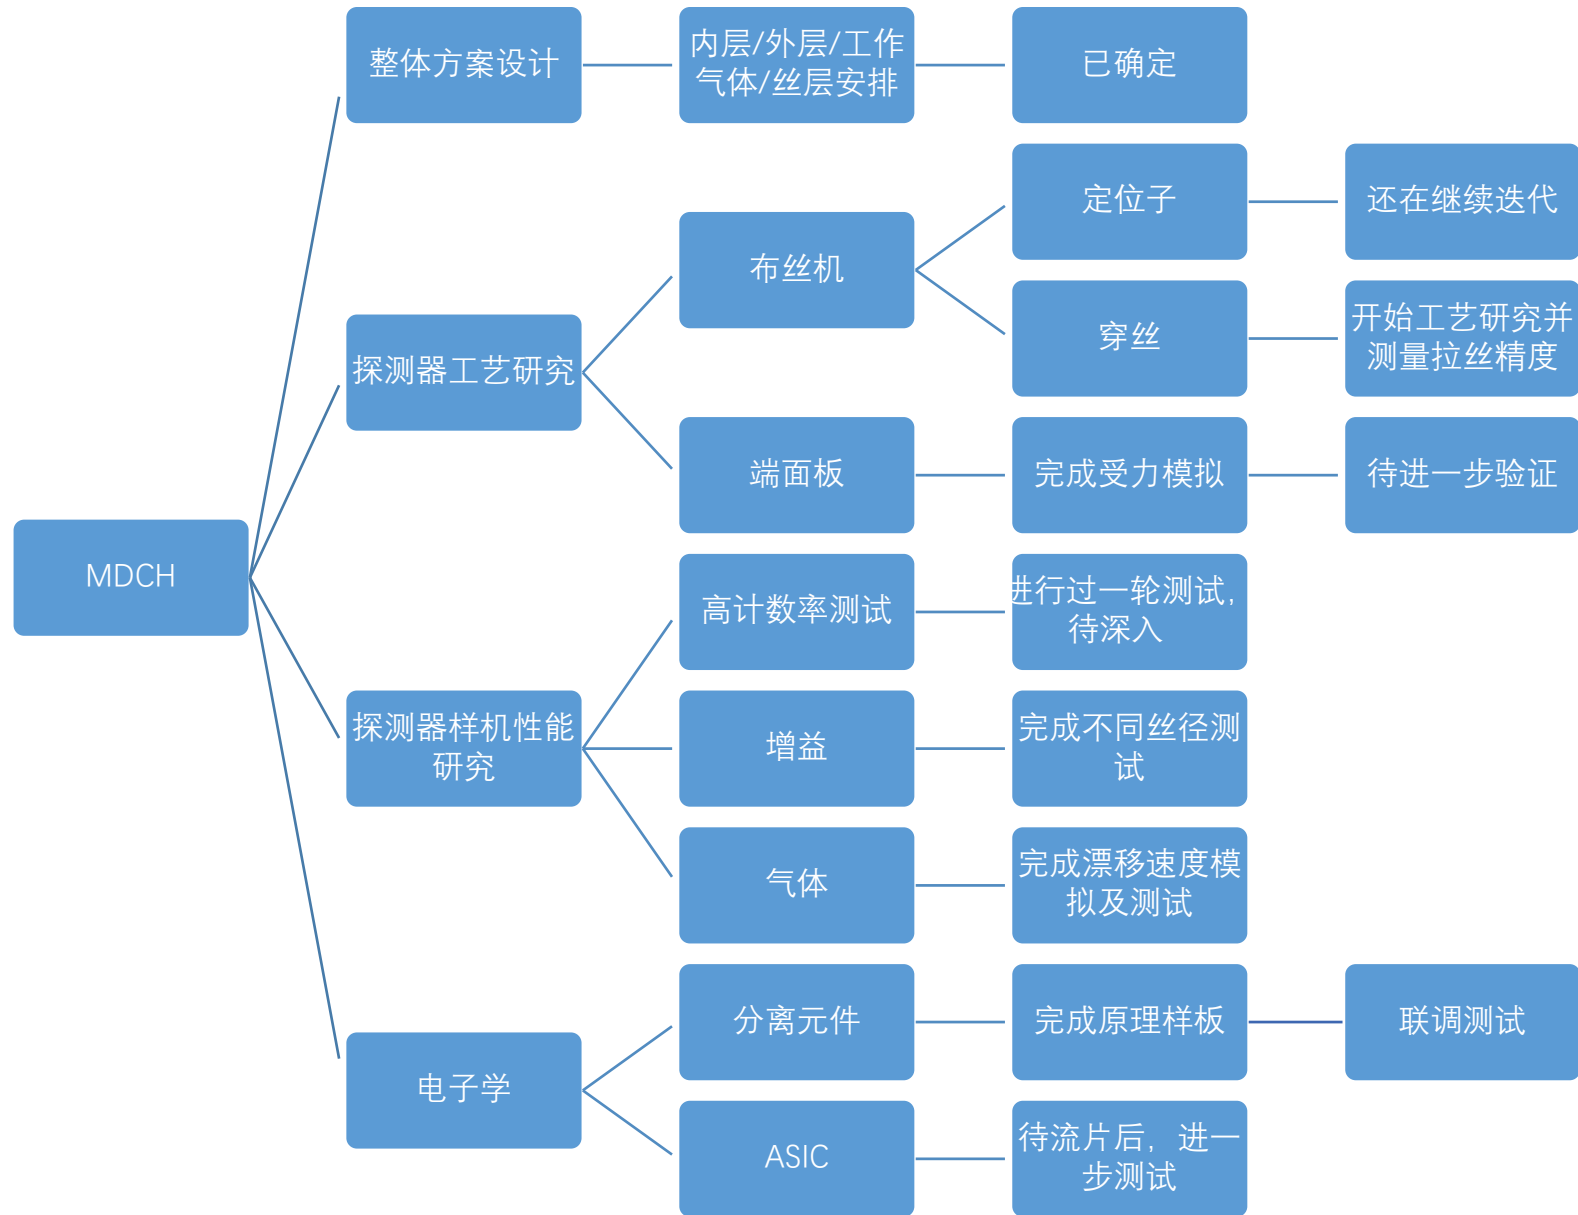 整体方案设计
内层/外层/工作
气体/丝层安排
已确定
定位子
还在继续迭代
布丝机
穿丝
开始工艺研究并
测量拉丝精度
探测器工艺研究
端面板
完成受力模拟
待进一步验证
MDCH
高计数率测试
进行过一轮测试,
待深入
探测器样机性能
研究
增益
完成不同丝径测
试
气体
完成漂移速度模
拟及测试
分离元件
完成原理样板
联调测试
电子学
ASIC
待流片后，进一
步测试